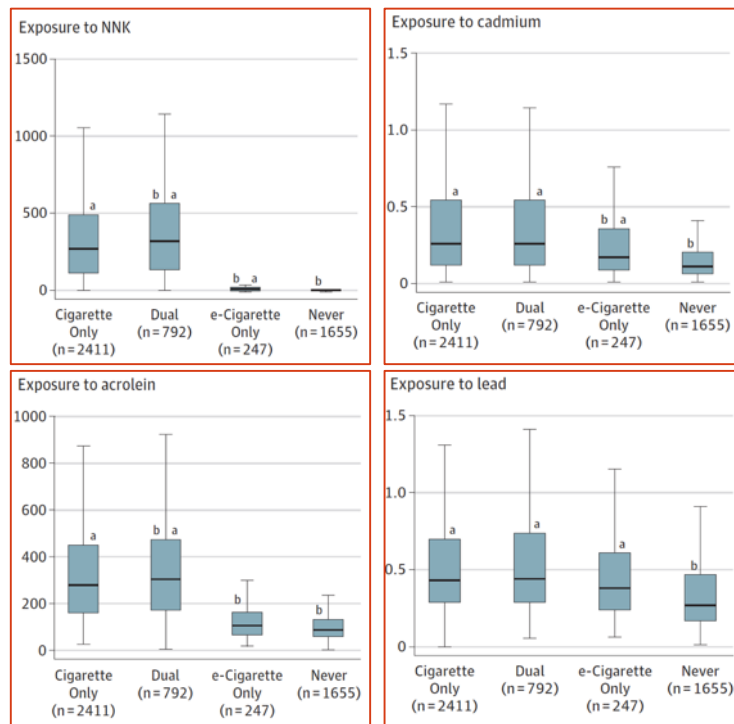 Exposure to NNK
1500
1000
500
0
a
b a
b a
b
Cigarette Only (n=2411)
Dual (n=792)
e-Cigarette Only (n=247)
Never (n=1655)
Exposure to cadmium
1.5
1.0
0.5
0
a
a
b a
b
Cigarette Only (n=2411)
Dual (n=792)
e-Cigarette Only (n=247)
Never (n=1655)
Exposure to acrolein
1000
800
600
400
200
0
a
b a
b
b
Cigarette Only (n=2411)
Dual (n=792)
e-Cigarette Only (n=247)
Never (n=1655)
Exposure to lead
1.5
1.0
0.5
0
a
a
a
b
Cigarette Only (n=2411)
Dual (n=792)
e-Cigarette Only (n=247)
Never (n=1655)